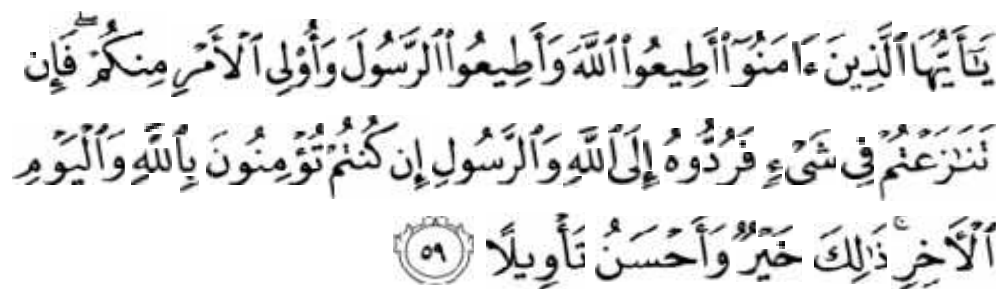 يَٰٓأَيُّهَا ٱلَّذِينَ ءَامَنُوٓا۟ أَطِيعُوا۟ ٱللَّهَ وَأَطِيعُوا۟ ٱلرَّسُولَ وَأُو۟لِى ٱلْأَمْرِ مِنكُمْ ۖ فَإِن
تَنَٰزَعْتُمْ فِى شَىْءٍ فَرُدُّوهُ إِلَى ٱللَّهِ وَٱلرَّسُولِ إِن كُنتُمْ تُؤْمِنُونَ بِٱللَّهِ وَٱلْيَوْمِ
ٱلْءَاخِرِ ۚ ذَٰلِكَ خَيْرٌ وَأَحْسَنُ تَأْوِيلًا ٥٩